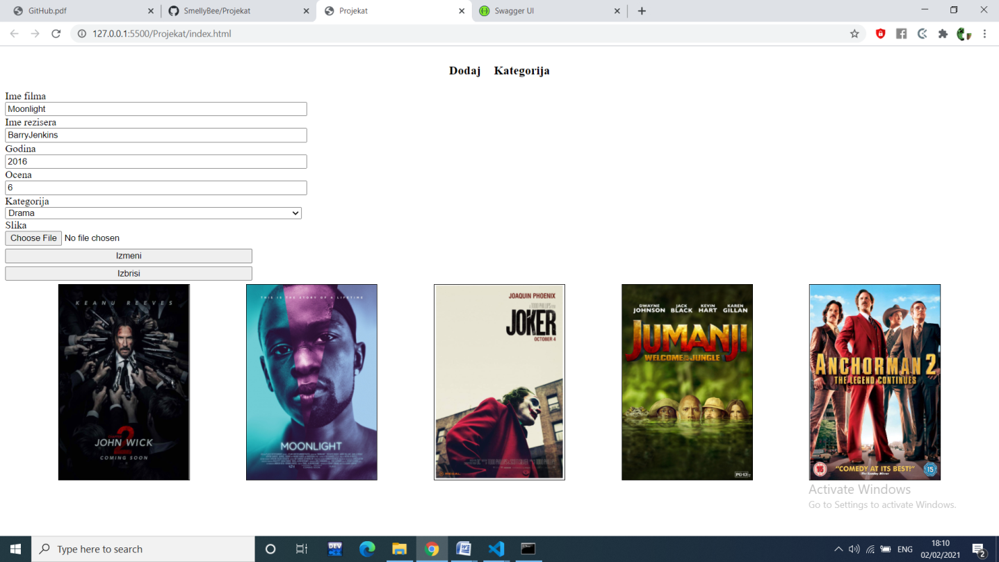 GitHub.pdf
SmellyBee/Projekat
Projekat
Swagger UI
127.0.0.1:5500/Projekat/index.html
Dodaj Kategorija
Ime filma
Moonlight
Ime rezisera
BarryJenkins
Godina
2016
Ocena
6
Kategorija
Drama
Slika
Choose File No file chosen
Izmeni
Izbrisi
KEANU REEVES
JOHN WICK
2
COMING SOON
THIS IS THE STORY OF A LIFETIME
MOONLIGHT
JOAQUIN PHOENIX
JOKER
OCTOBER 4
DWAYNE JOHNSON JACK BLACK KEVIN HART KAREN GILLAN
JUMANJI
WELCOME TO THE JUNGLE
PG-13
ANCHORMAN 2
THE LEGEND CONTINUES
15
"COMEDY AT ITS BEST!"
15
Activate Windows
Go to Settings to activate Windows.
Type here to search
DEV
ENG
18:10
02/02/2021
2